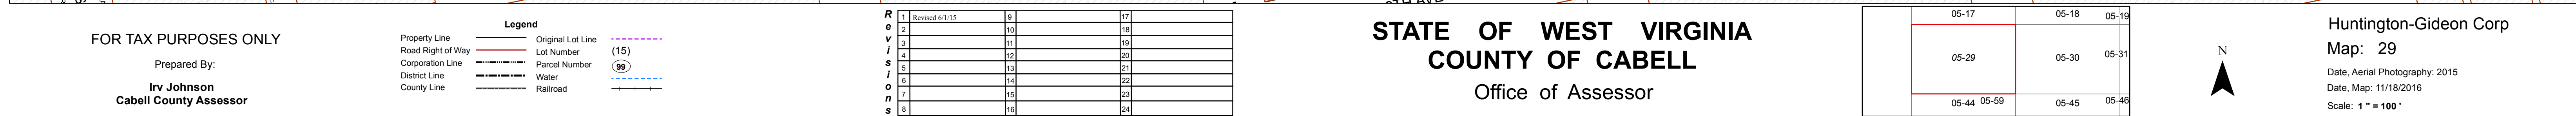 FOR TAX PURPOSES ONLY
Prepared By:
Irv Johnson
Cabell County Assessor
Legend
Property Line
Road Right of Way
Corporation Line
District Line
County Line
Original Lot Line
Lot Number (15)
Parcel Number 99
Water
Railroad
Revisions
1 Revised 6/1/15 9 17
2 10 18
3 11 19
4 12 20
5 13 21
6 14 22
7 15 23
8 16 24
STATE OF WEST VIRGINIA
COUNTY OF CABELL
Office of Assessor
05-17 05-18 05-19
05-29 05-30 05-31
05-44 05-59 05-45 05-46
N
Huntington-Gideon Corp
Map: 29
Date, Aerial Photography: 2015
Date, Map: 11/18/2016
Scale: 1 " = 100 '